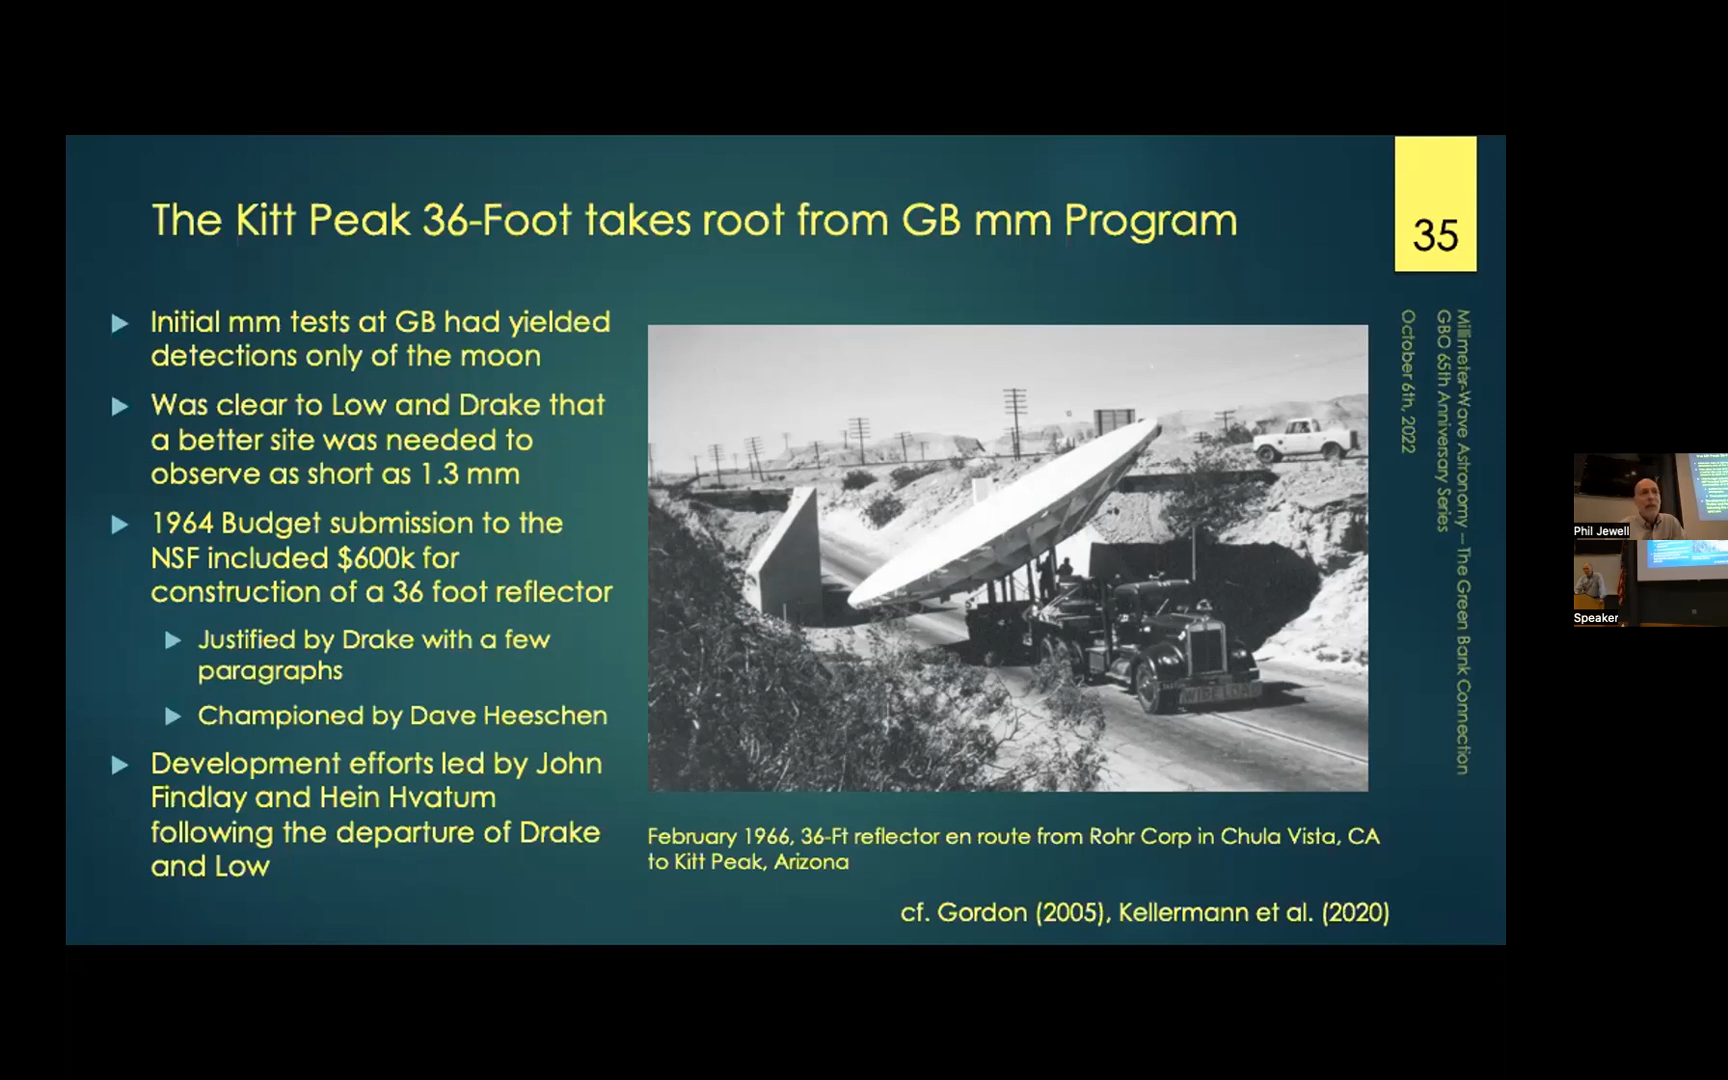 The Kitt Peak 36-Foot takes root from GB mm Program
35
Initial mm tests at GB had yielded
detections only of the moon
Was clear to Low and Drake that
a better site was needed to
observe as short as 1.3 mm
1964 Budget submission to the
NSF included $600k for
construction of a 36 foot reflector
Justified by Drake with a few
paragraphs
Championed by Dave Heeschen
Development efforts led by John
Findlay and Hein Hvatum
following the departure of Drake
and Low
WIDE LOAD
February 1966, 36-Ft reflector en route from Rohr Corp in Chula Vista, CA
to Kitt Peak, Arizona
cf. Gordon (2005), Kellermann et al. (2020)
Millimeter-Wave Astronomy – The Green Bank Connection
GBO 65th Anniversary Series
October 6th, 2022
Phil Jewell
Speaker